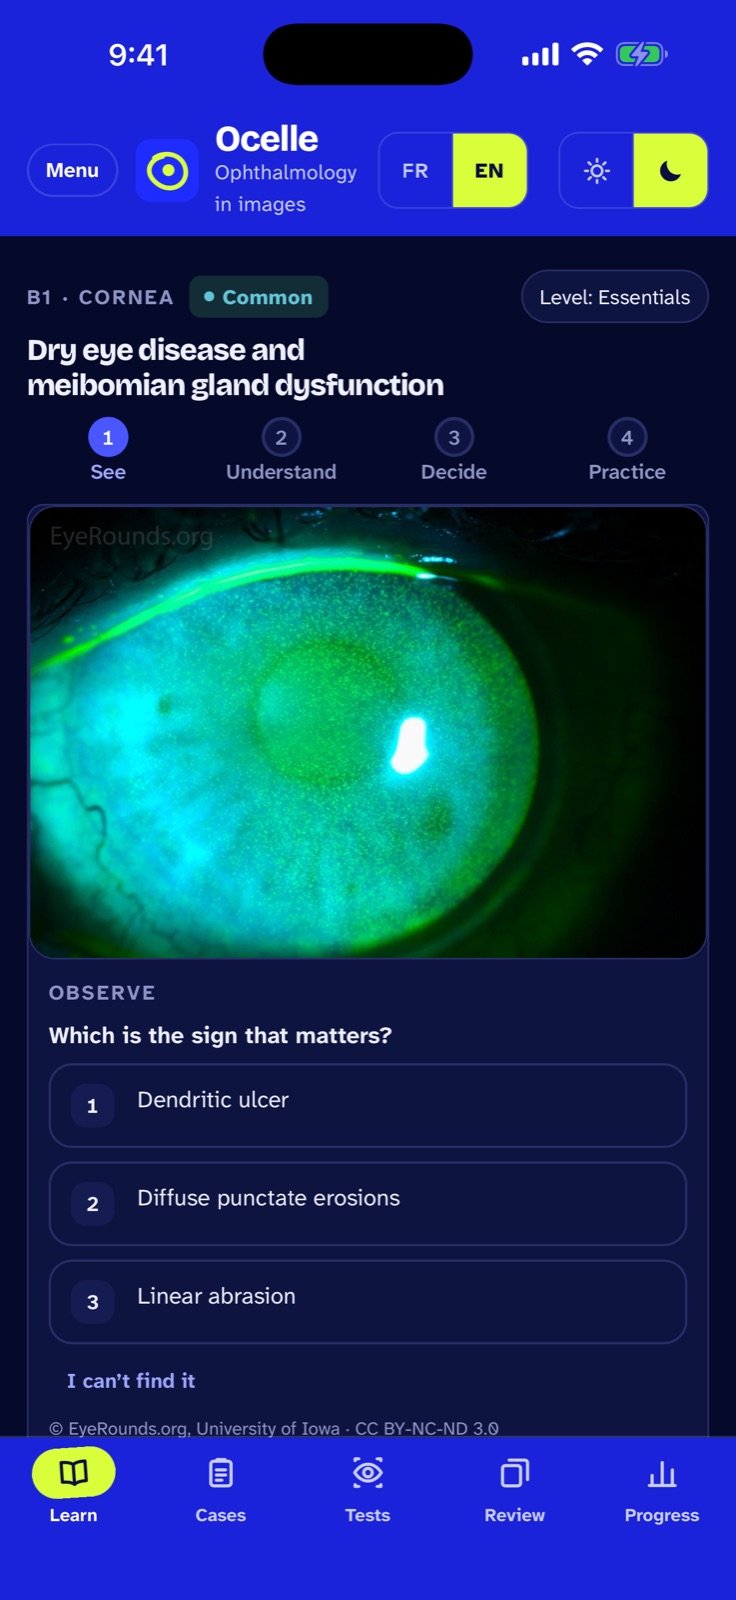 9:41
Menu
Ocelle
Ophthalmology
in images
FR
EN
B1 · CORNEA
Common
Level: Essentials
Dry eye disease and
meibomian gland dysfunction
1
See
2
Understand
3
Decide
4
Practice
EyeRounds.org
OBSERVE
Which is the sign that matters?
1 Dendritic ulcer
2 Diffuse punctate erosions
3 Linear abrasion
I can’t find it
© EyeRounds.org, University of Iowa · CC BY-NC-ND 3.0
Learn
Cases
Tests
Review
Progress